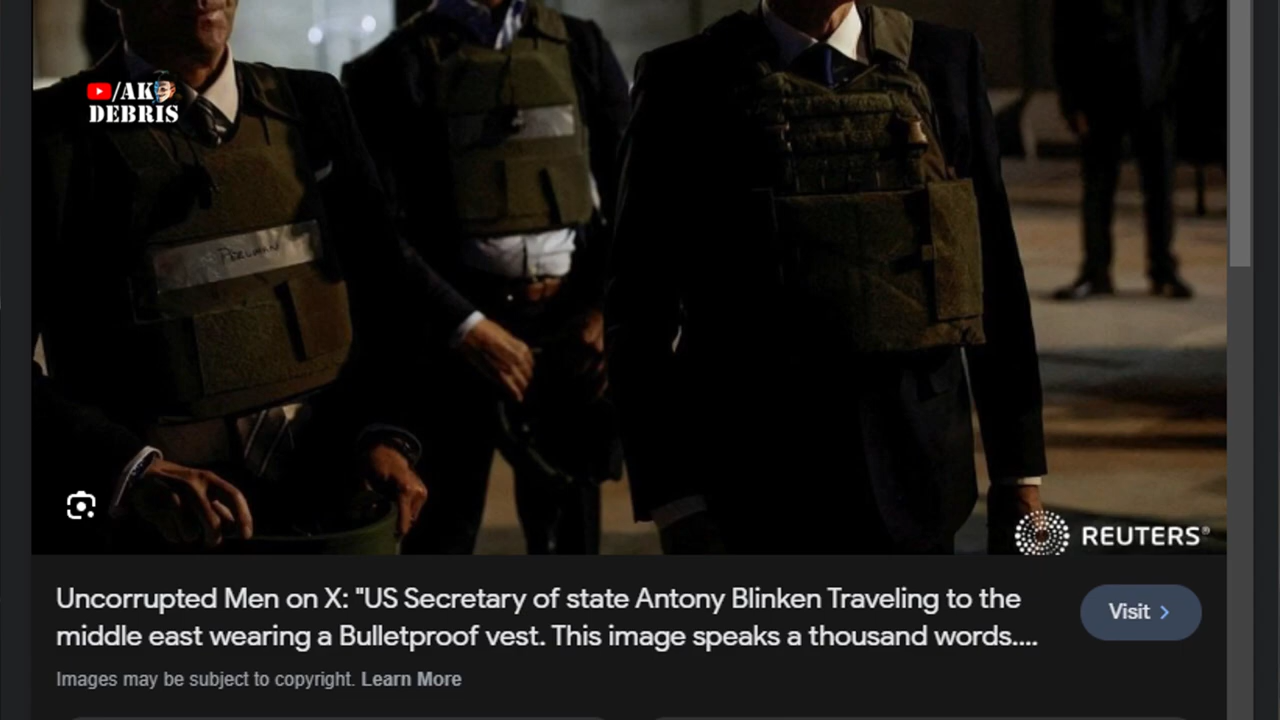 /AK
DEBRIS
PERLMAN
REUTERS®
Uncorrupted Men on X: "US Secretary of state Antony Blinken Traveling to the
middle east wearing a Bulletproof vest. This image speaks a thousand words....
Visit >
Images may be subject to copyright. Learn More